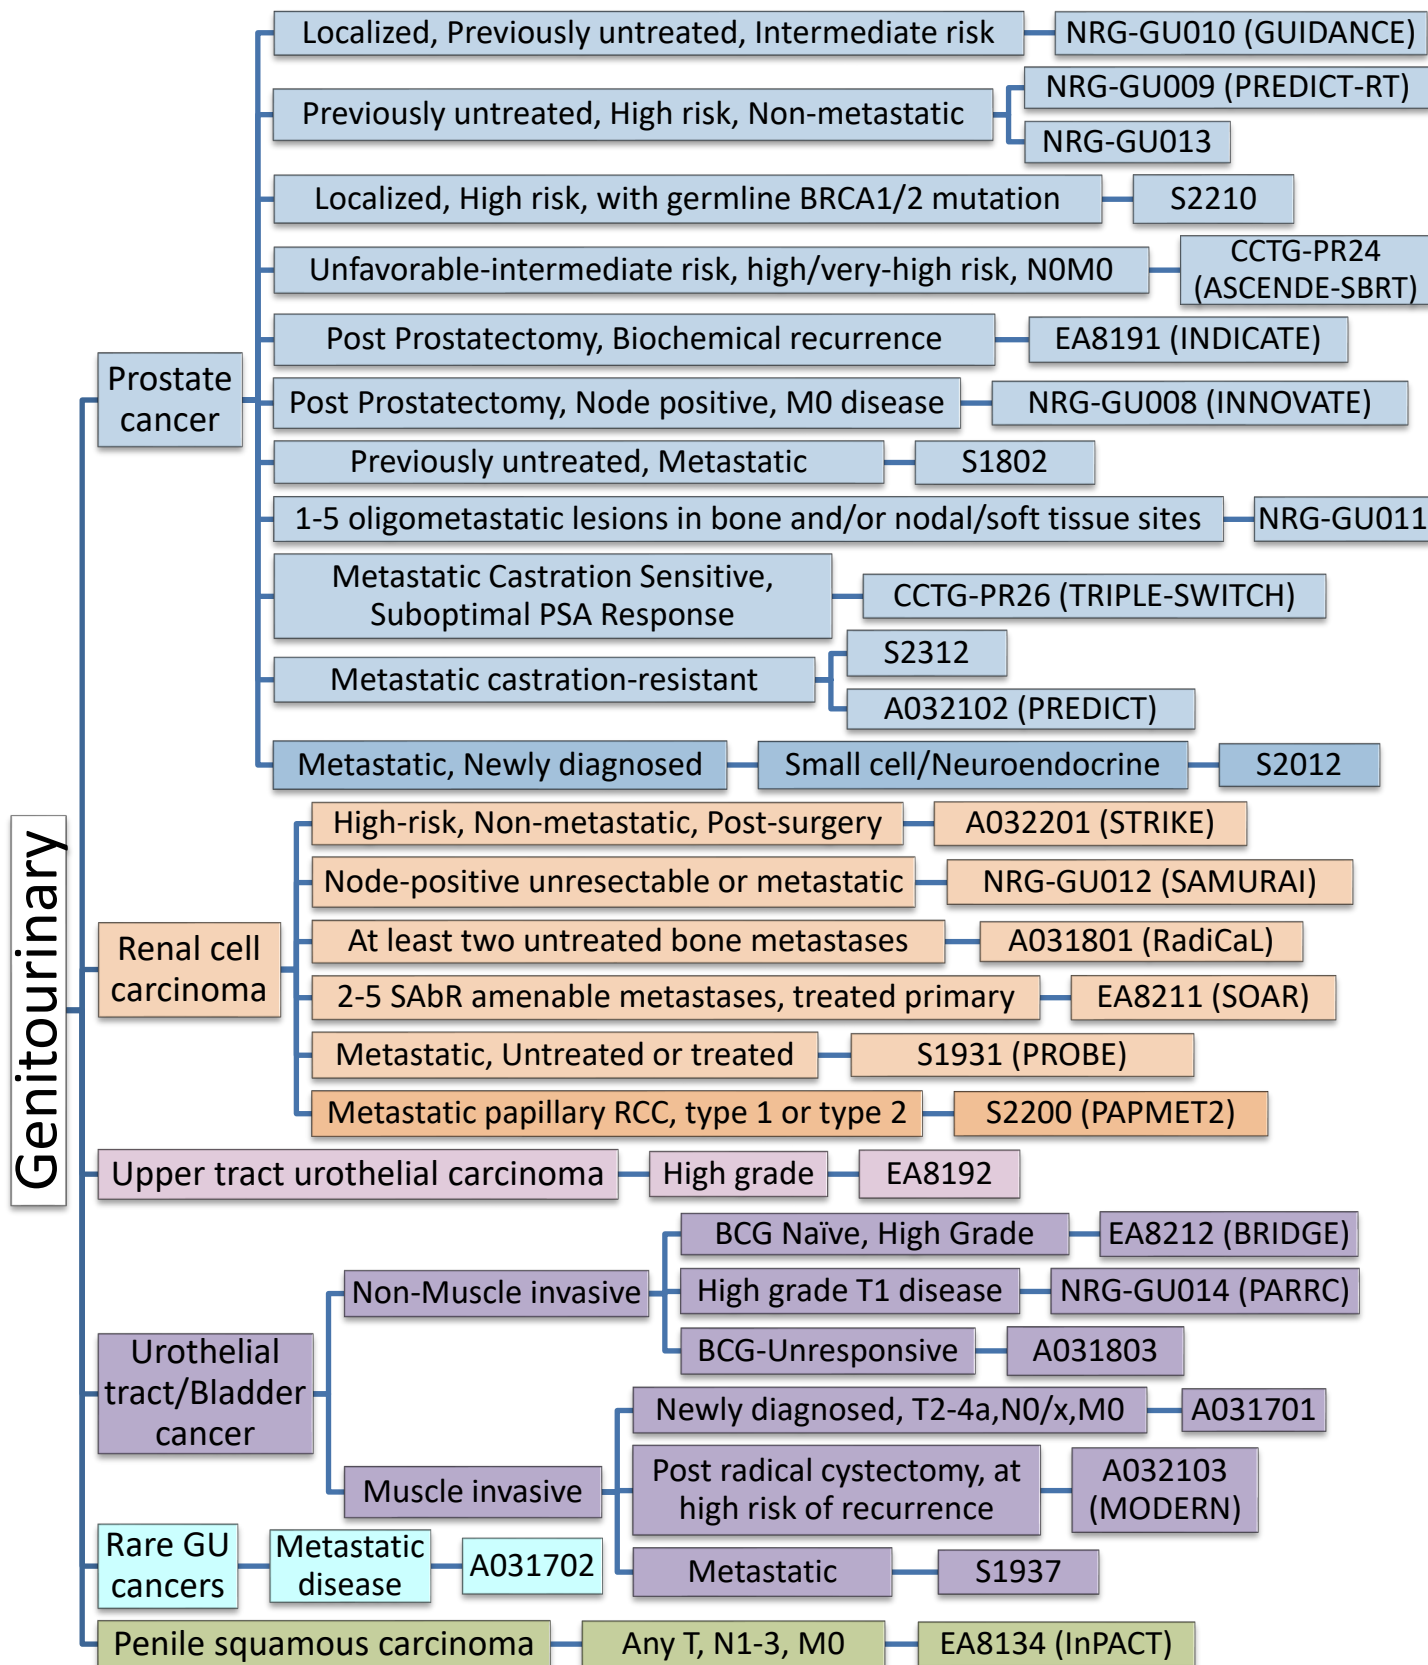 Genitourinary
Prostate
cancer
Localized, Previously untreated, Intermediate risk
NRG-GU010 (GUIDANCE)
Previously untreated, High risk, Non-metastatic
NRG-GU009 (PREDICT-RT)
NRG-GU013
Localized, High risk, with germline BRCA1/2 mutation
S2210
Unfavorable-intermediate risk, high/very-high risk, N0M0
CCTG-PR24
(ASCENDE-SBRT)
Post Prostatectomy, Biochemical recurrence
EA8191 (INDICATE)
Post Prostatectomy, Node positive, M0 disease
NRG-GU008 (INNOVATE)
Previously untreated, Metastatic
S1802
1-5 oligometastatic lesions in bone and/or nodal/soft tissue sites
NRG-GU011
Metastatic Castration Sensitive,
Suboptimal PSA Response
CCTG-PR26 (TRIPLE-SWITCH)
Metastatic castration-resistant
S2312
A032102 (PREDICT)
Metastatic, Newly diagnosed
Small cell/Neuroendocrine
S2012
Renal cell
carcinoma
High-risk, Non-metastatic, Post-surgery
A032201 (STRIKE)
Node-positive unresectable or metastatic
NRG-GU012 (SAMURAI)
At least two untreated bone metastases
A031801 (RadiCaL)
2-5 SAbR amenable metastases, treated primary
EA8211 (SOAR)
Metastatic, Untreated or treated
S1931 (PROBE)
Metastatic papillary RCC, type 1 or type 2
S2200 (PAPMET2)
Upper tract urothelial carcinoma
High grade
EA8192
Urothelial
tract/Bladder
cancer
Non-Muscle invasive
BCG Naïve, High Grade
EA8212 (BRIDGE)
High grade T1 disease
NRG-GU014 (PARRC)
BCG-Unresponsive
A031803
Muscle invasive
Newly diagnosed, T2-4a,N0/x,M0
A031701
Post radical cystectomy, at
high risk of recurrence
A032103
(MODERN)
Metastatic
S1937
Rare GU
cancers
Metastatic
disease
A031702
Penile squamous carcinoma
Any T, N1-3, M0
EA8134 (InPACT)